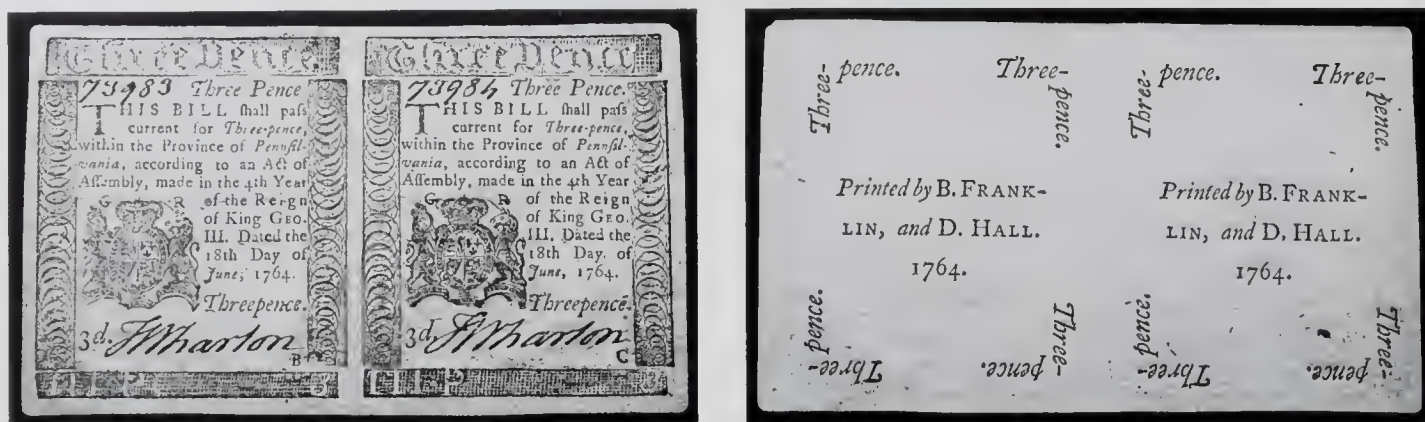 Three Pence
73983 Three Pence
THIS BILL ſhall paſs
current for Three-pence,
within the Province of Pennſil-
vania, according to an Act of
Aſſembly, made in the 4th Year
G R of the Reign
of King GEO.
III. Dated the
18th Day of
June, 1764.
Threepence.
3d. Wharton
B
Three Pence
73984 Three Pence.
THIS BILL ſhall paſs
current for Three-pence,
within the Province of Pennſil-
vania, according to an Act of
Aſſembly, made in the 4th Year
G R of the Reign
of King GEO.
III. Dated the
18th Day of
June, 1764.
Threepence.
3d. Wharton
C
Three-pence.
Three-pence.
Printed by B. FRANK-
LIN, and D. HALL.
1764.
Three-pence.
Three-pence.
Three-pence.
Three-pence.
Printed by B. FRANK-
LIN, and D. HALL.
1764.
Three-pence.
Three-pence.